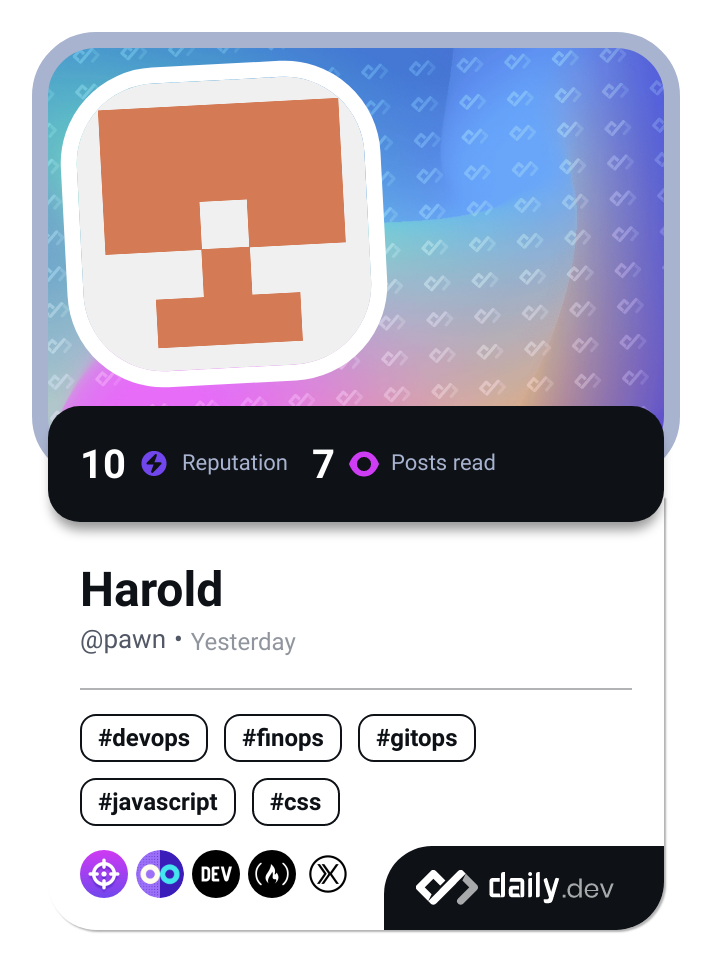 10 Reputation 7 Posts read
Harold
@pawn • Yesterday
#devops #finops #gitops
#javascript #css
DEV
daily.dev